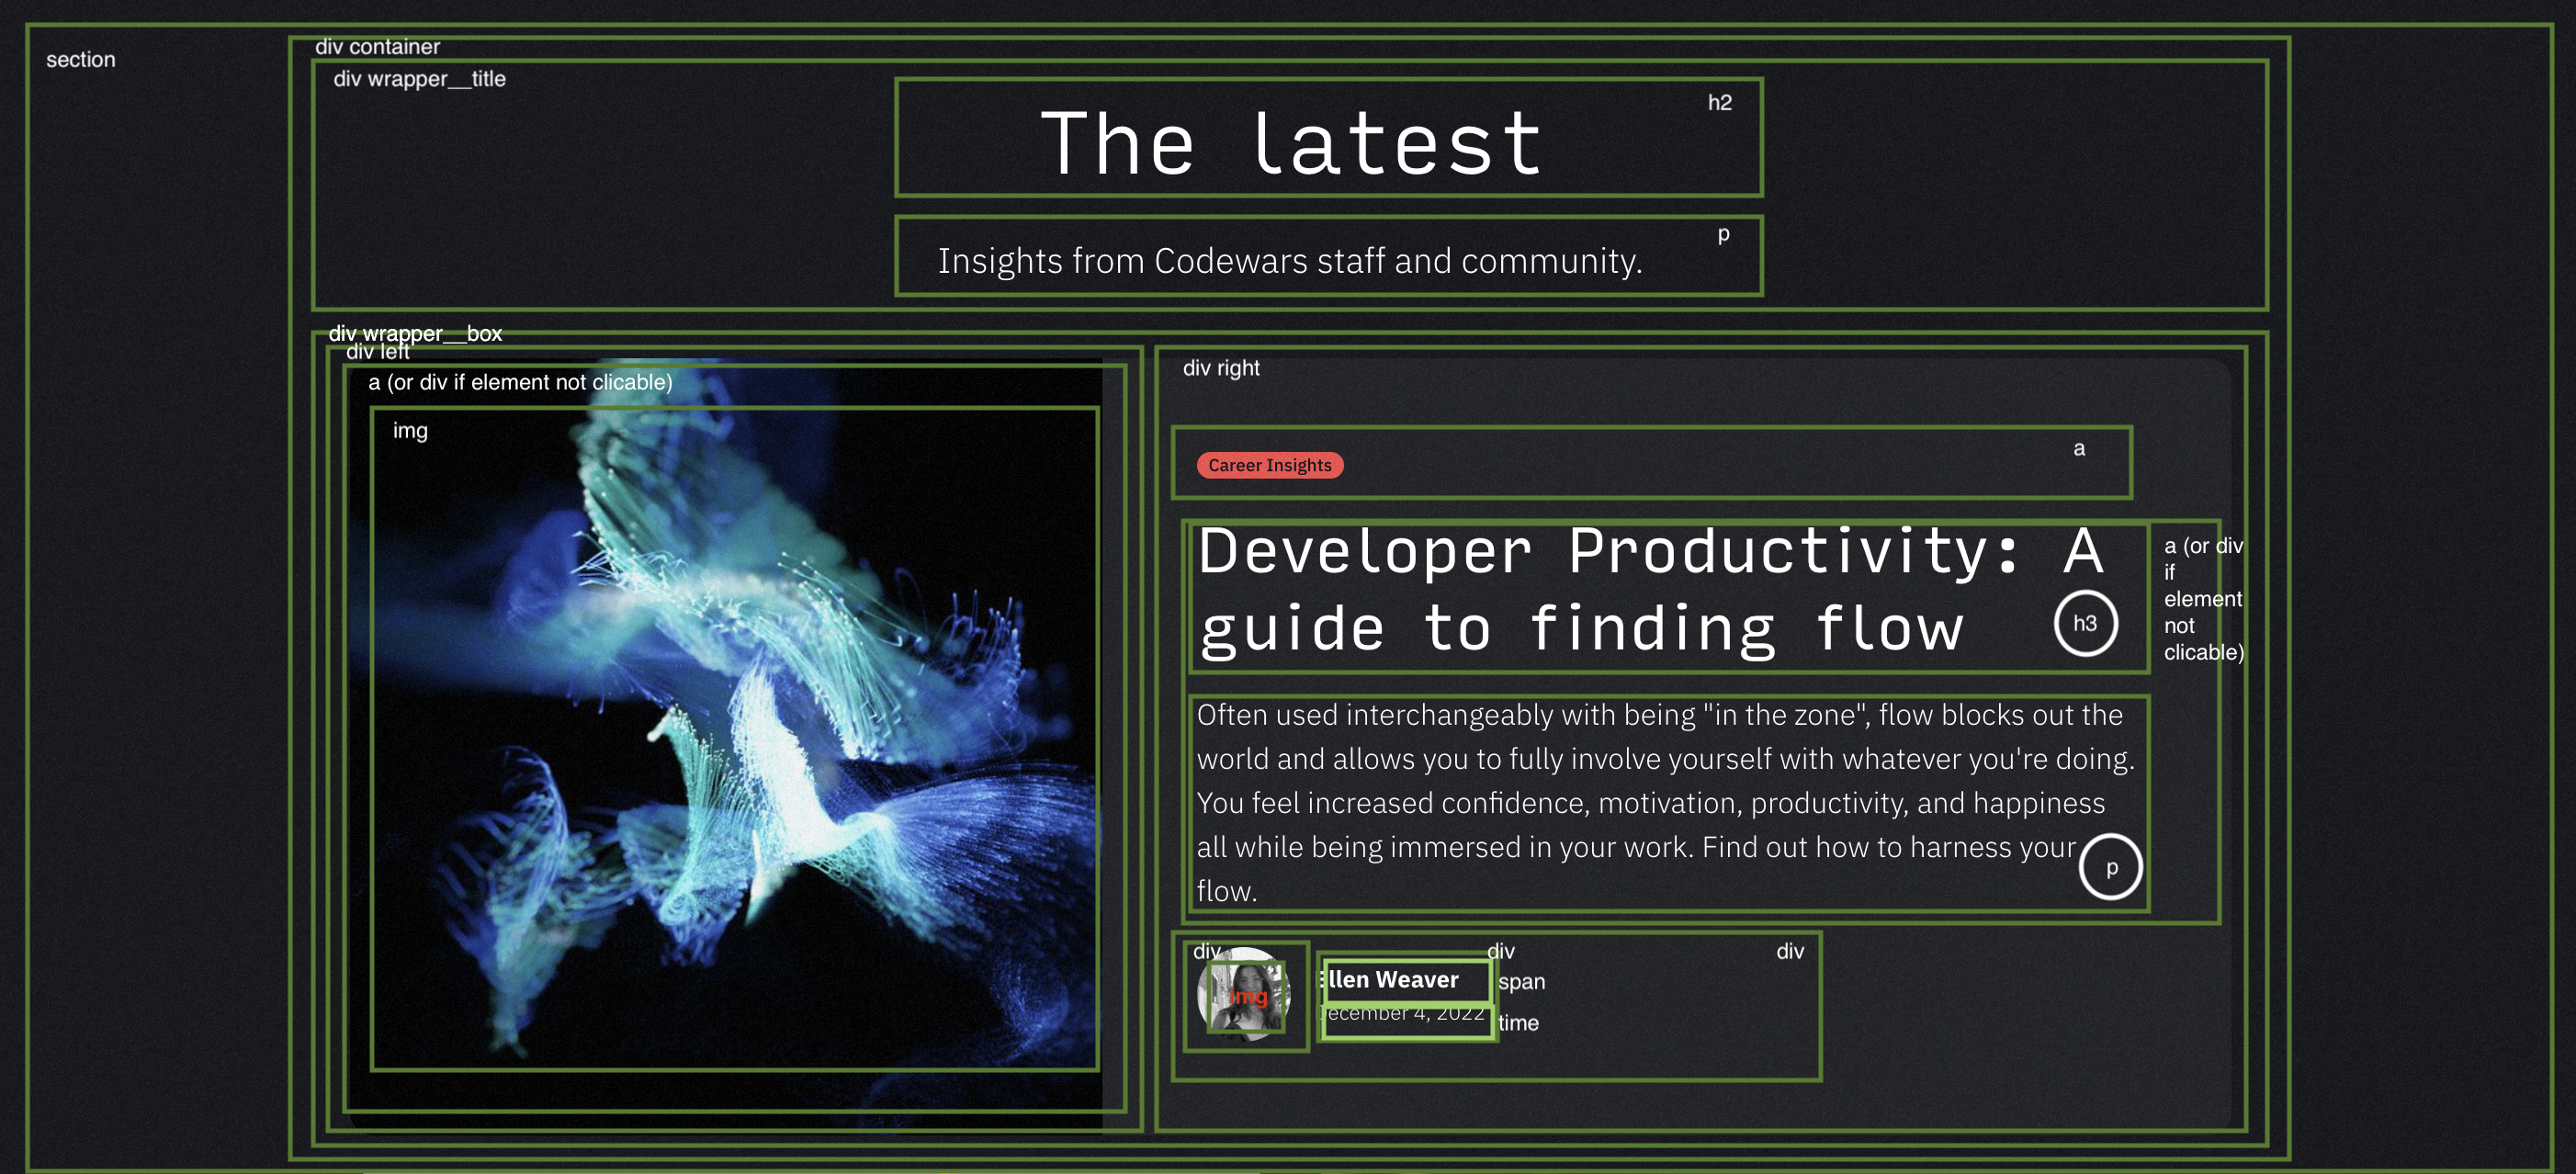 section
div container
div wrapper__title
The latest
h2
Insights from Codewars staff and community.
p
div wrapper__box
div left
a (or div if element not clicable)
img
div right
Career Insights
a
Developer Productivity: A
guide to finding flow
h3
a (or div
if
element
not
clicable)
Often used interchangeably with being "in the zone", flow blocks out the
world and allows you to fully involve yourself with whatever you're doing.
You feel increased confidence, motivation, productivity, and happiness
all while being immersed in your work. Find out how to harness your
flow.
p
div
img
div
div
Ellen Weaver
span
December 4, 2022
time